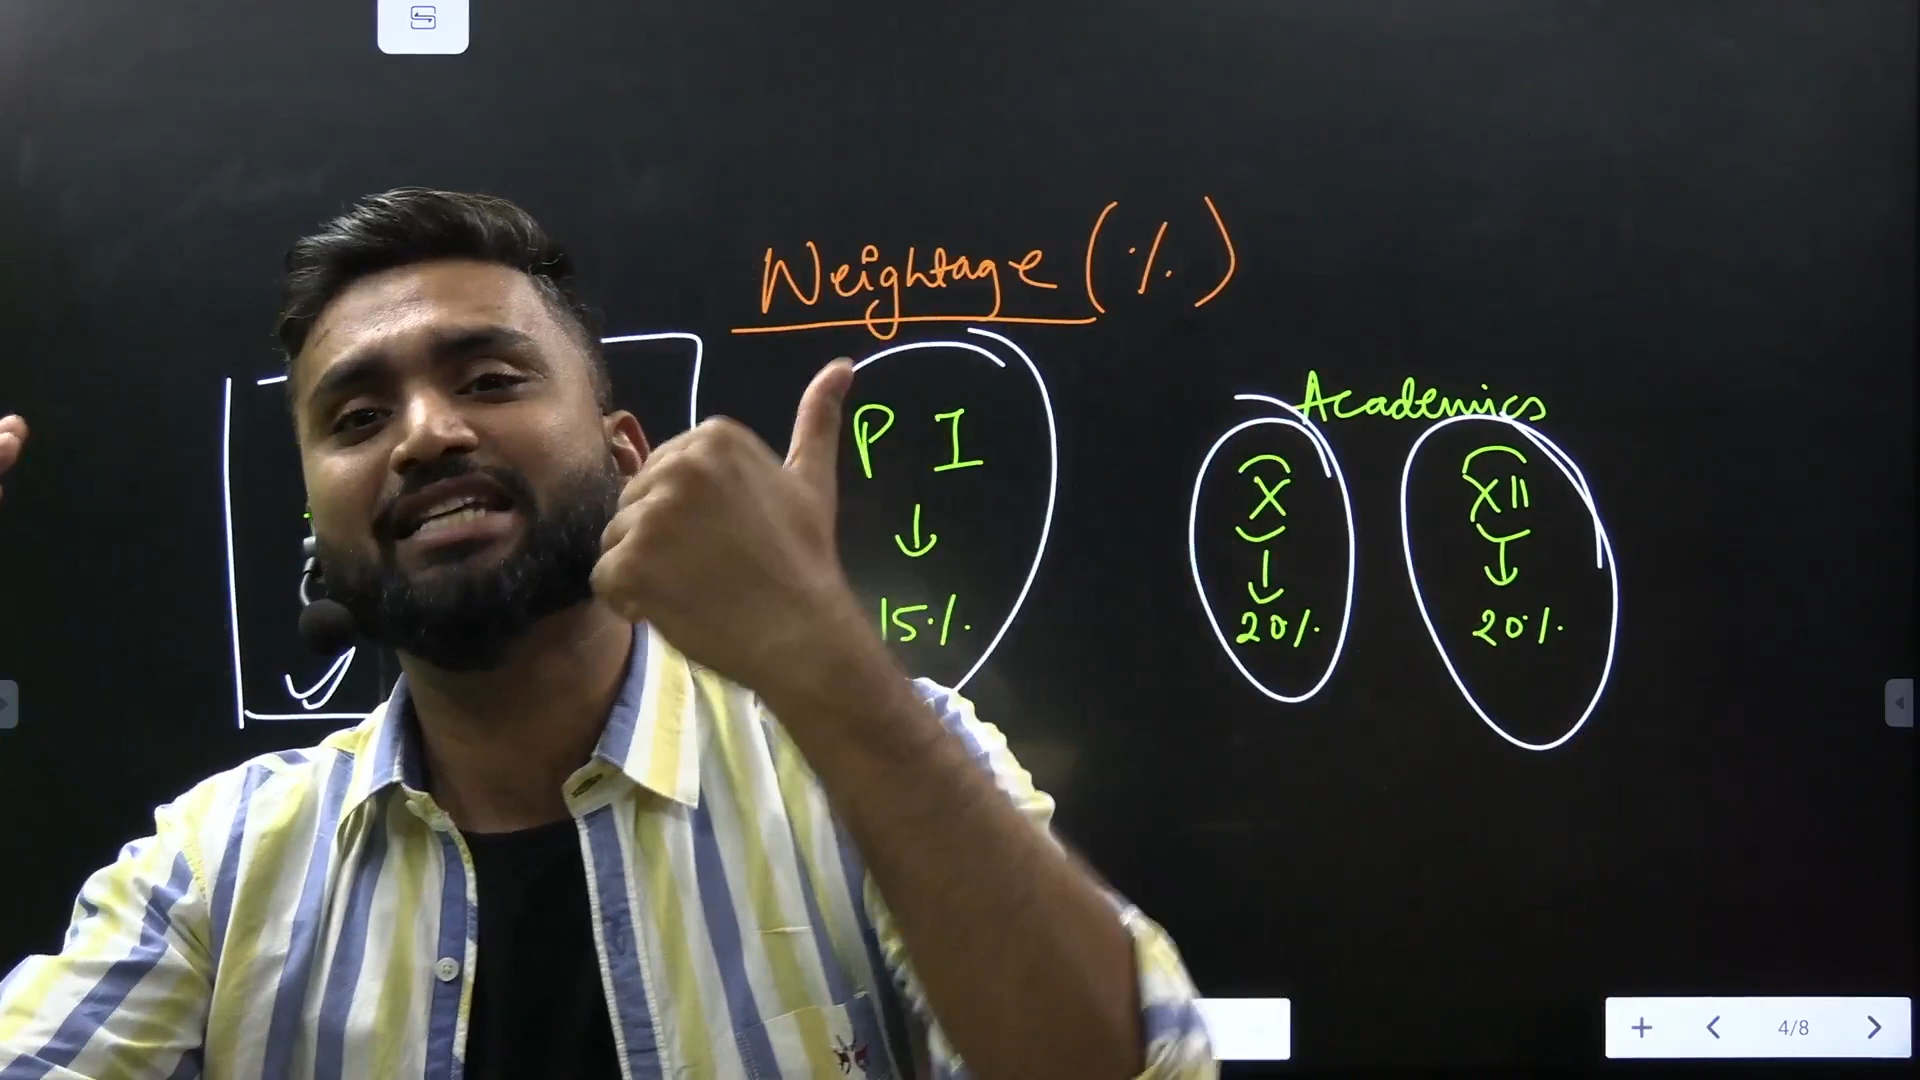 Weightage (%)
Academics
P I
X
XII
↓
↓
↓
15%
20%
20%
4/8